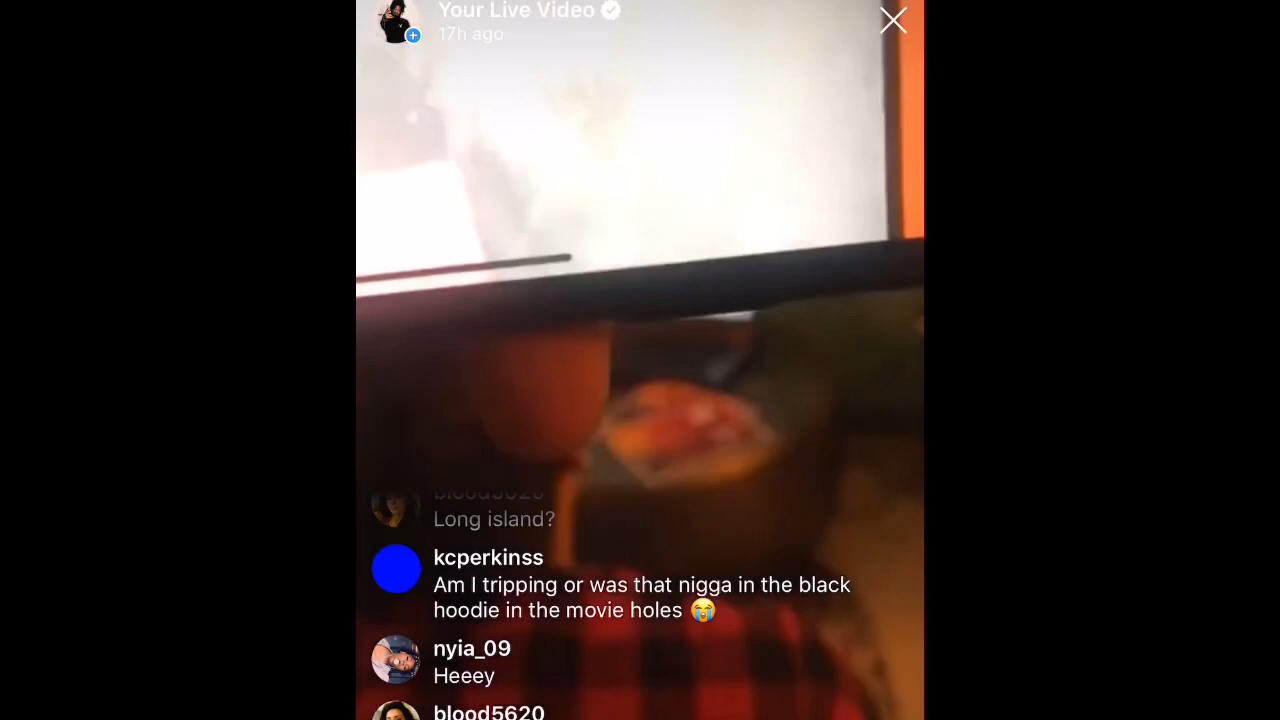 Your Live Video
17h ago
blood5620
Long island?
kcperkinss
Am I tripping or was that nigga in the black
hoodie in the movie holes 😭
nyia_09
Heeey
blood5620